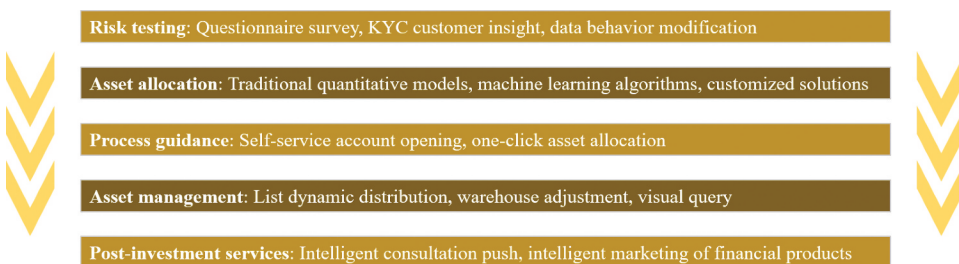 Risk testing: Questionnaire survey, KYC customer insight, data behavior modification
Asset allocation: Traditional quantitative models, machine learning algorithms, customized solutions
Process guidance: Self-service account opening, one-click asset allocation
Asset management: List dynamic distribution, warehouse adjustment, visual query
Post-investment services: Intelligent consultation push, intelligent marketing of financial products